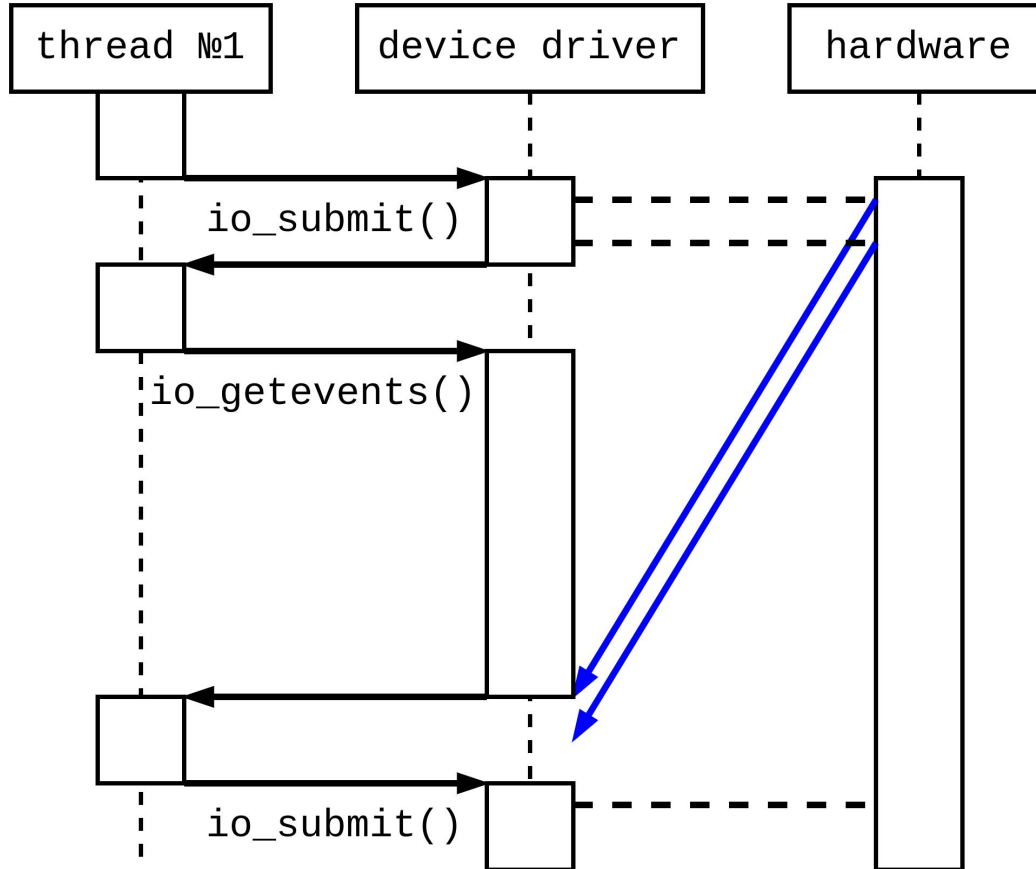 thread №1
device driver
hardware
io_submit()
io_getevents()
io_submit()